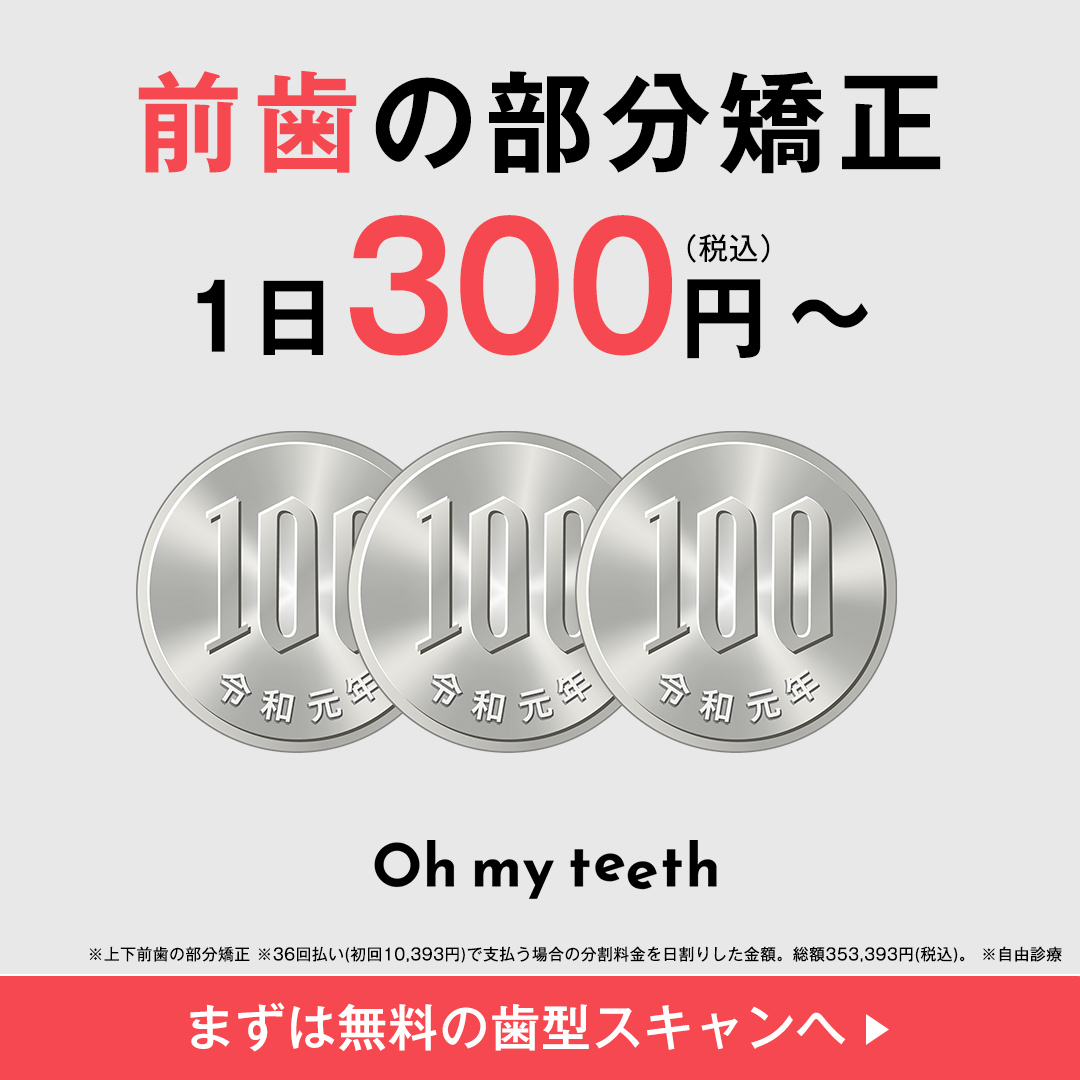 前歯の部分矯正
1日300円（税込）〜
100 100 100
令和元年 令和元年 令和元年
Oh my teeth
※上下前歯の部分矯正 ※36回払い(初回10,393円)で支払う場合の分割料金を日割りした金額。総額353,393円(税込)。 ※自由診療
まずは無料の歯型スキャンへ▶